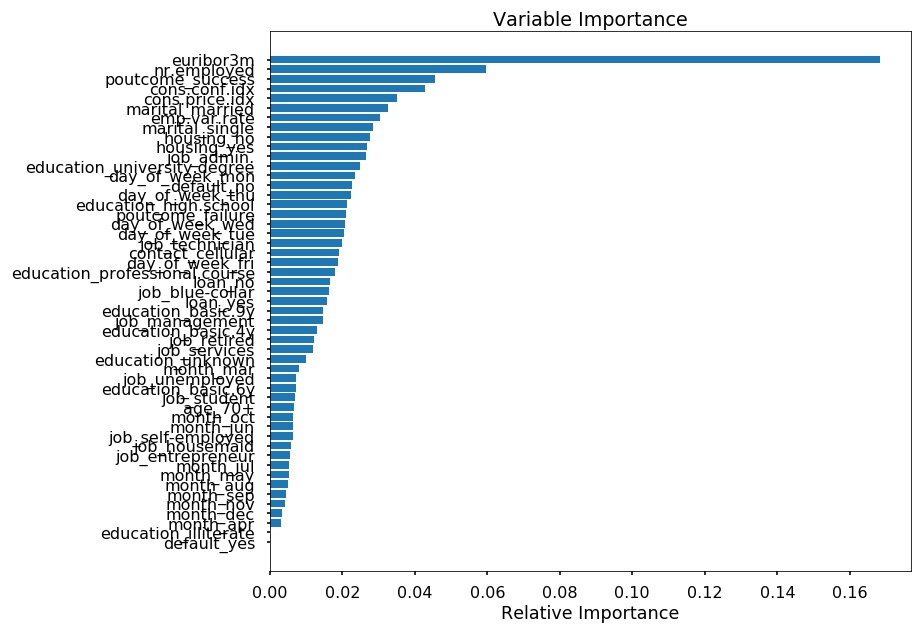 Variable Importance
euribor3m
nr.employed
poutcome_success
cons.conf.idx
cons.price.idx
marital_married
emp.var.rate
marital_single
housing_no
housing_yes
job_admin.
education_university.degree
day_of_week_mon
default_no
day_of_week_thu
education_high.school
poutcome_failure
day_of_week_wed
day_of_week_tue
job_technician
contact_cellular
day_of_week_fri
education_professional.course
loan_no
job_blue-collar
loan_yes
education_basic.9y
job_management
education_basic.4y
job_retired
job_services
education_unknown
month_mar
job_unemployed
education_basic.6y
job_student
age_70+
month_oct
month_jun
job_self-employed
job_housemaid
job_entrepreneur
month_jul
month_may
month_aug
month_sep
month_nov
month_dec
month_apr
education_illiterate
default_yes
0.00 0.02 0.04 0.06 0.08 0.10 0.12 0.14 0.16
Relative Importance